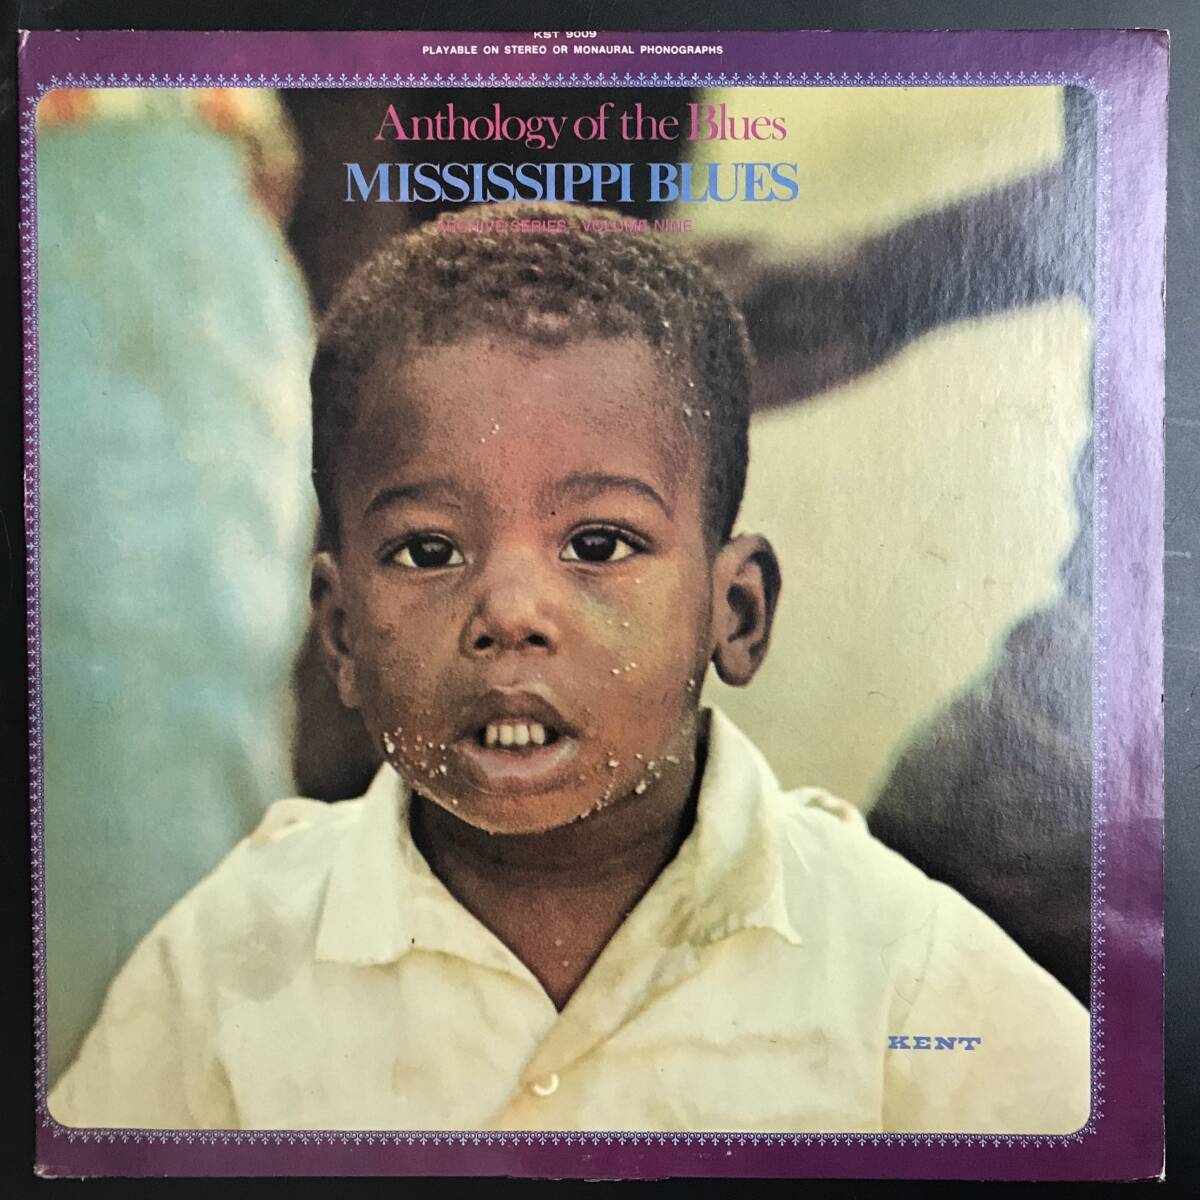 KST 9009
PLAYABLE ON STEREO OR MONAURAL PHONOGRAPHS
Anthology of the Blues
MISSISSIPPI BLUES
ARCHIVE SERIES—VOLUME NINE
KENT